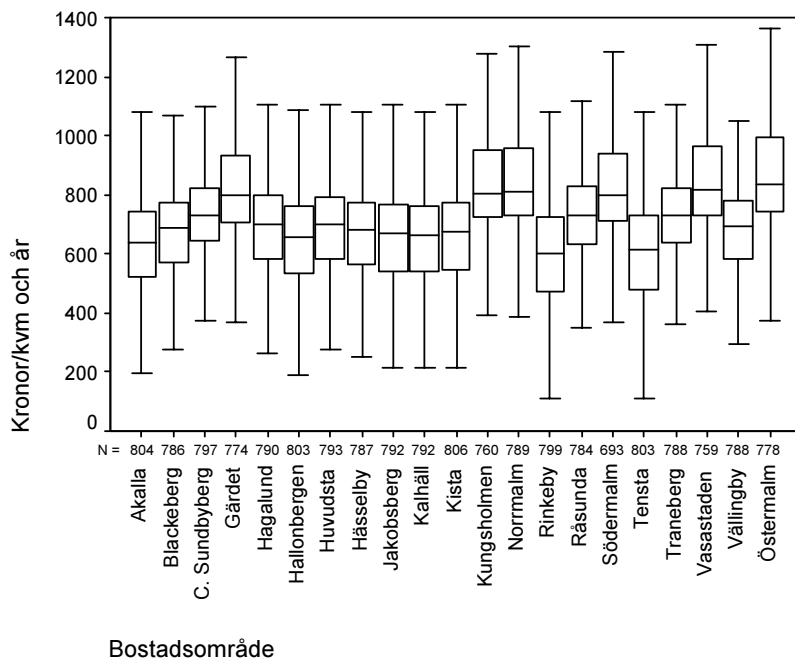 Kronor/kvm och år
1400
1200
1000
800
600
400
200
0
N = 804 786 797 774 790 803 793 787 792 792 806 760 789 799 784 693 803 788 759 788 778
Akalla
Blackeberg
C. Sundbyberg
Gärdet
Hagalund
Hallonbergen
Huvudsta
Hässelby
Jakobsberg
Kalhäll
Kista
Kungsholmen
Norrmalm
Rinkeby
Råsunda
Södermalm
Tensta
Traneberg
Vasastaden
Vällingby
Östermalm
Bostadsområde